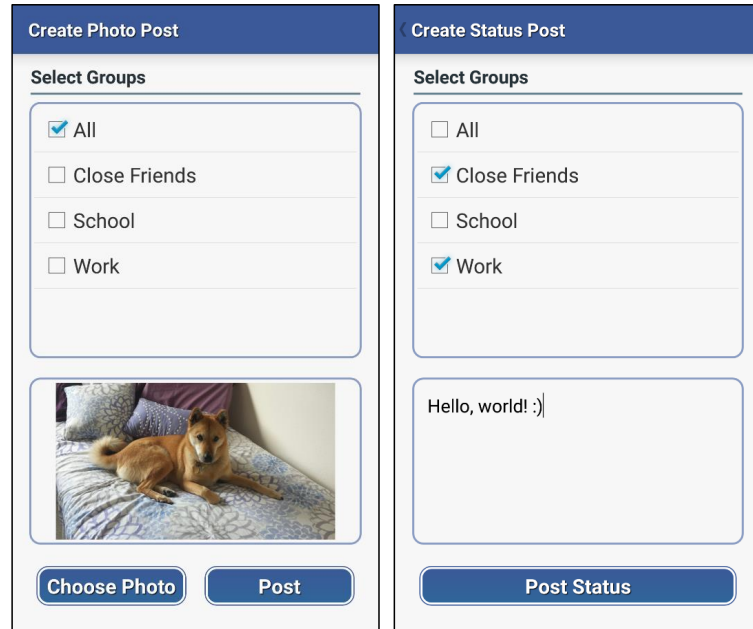 Create Photo Post
Select Groups
All
Close Friends
School
Work
Choose Photo
Post
Create Status Post
Select Groups
All
Close Friends
School
Work
Hello, world! :)
Post Status